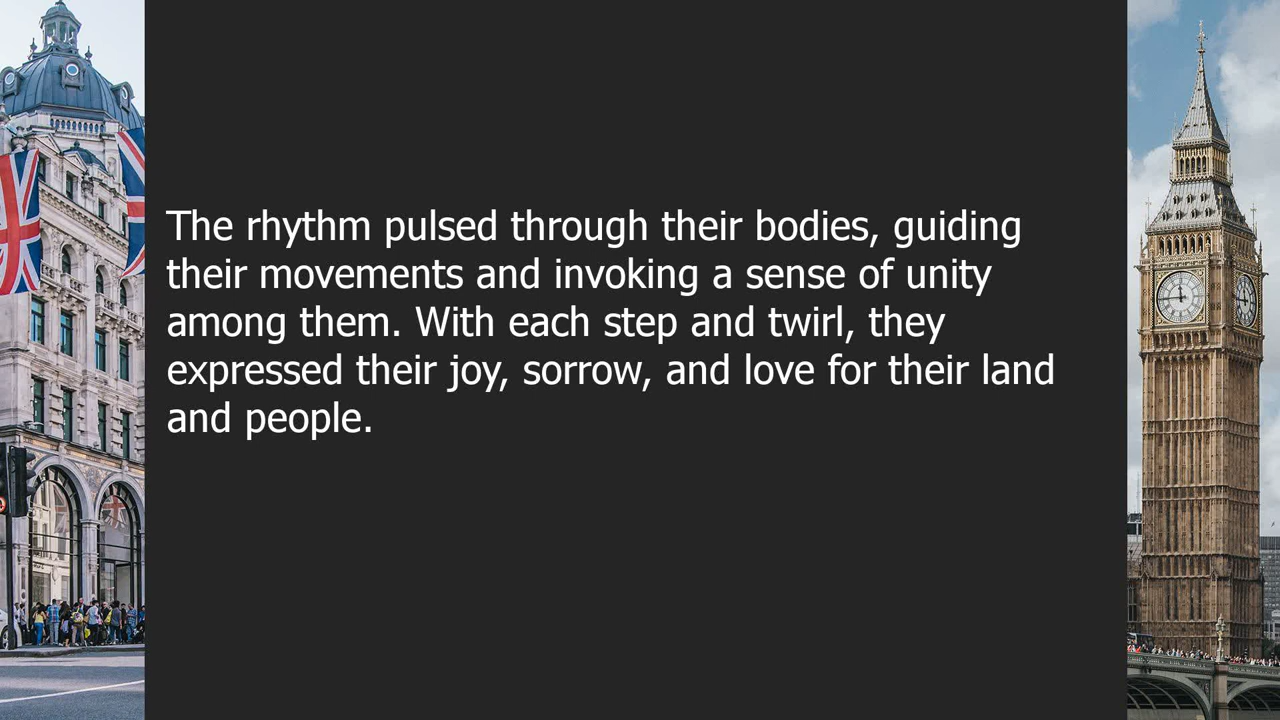 The rhythm pulsed through their bodies, guiding
their movements and invoking a sense of unity
among them. With each step and twirl, they
expressed their joy, sorrow, and love for their land
and people.